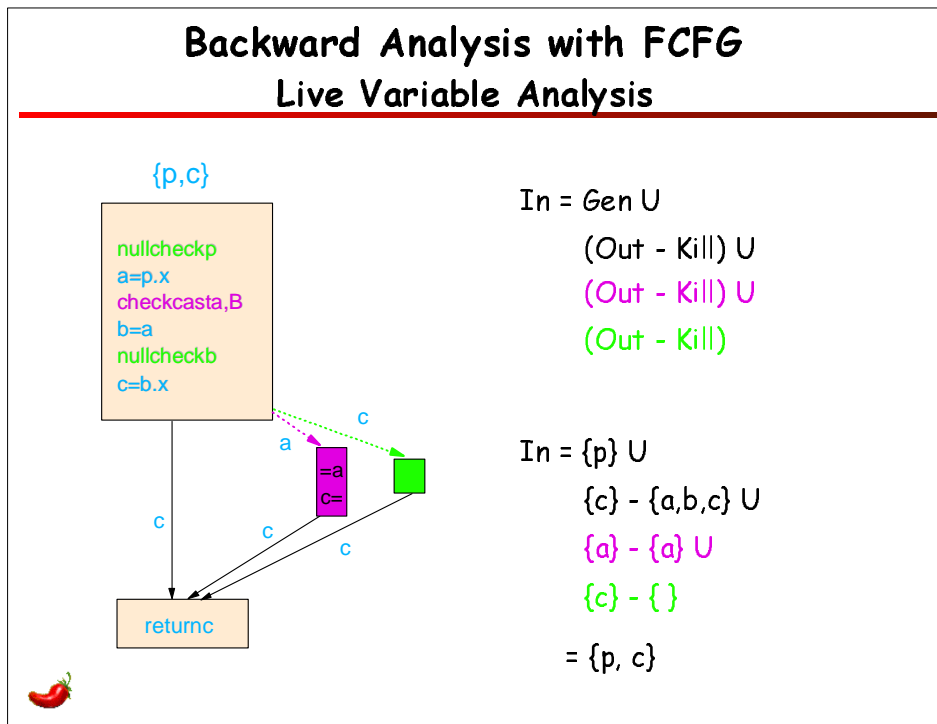 Backward Analysis with FCFG
Live Variable Analysis
{p,c}
nullcheckp
a=p.x
checkcasta,B
b=a
nullcheckb
c=b.x
c
a
=a
c=
c
c
c
returnc
In = Gen U
(Out - Kill) U
(Out - Kill) U
(Out - Kill)
In = {p} U
{c} - {a,b,c} U
{a} - {a} U
{c} - { }
= {p, c}